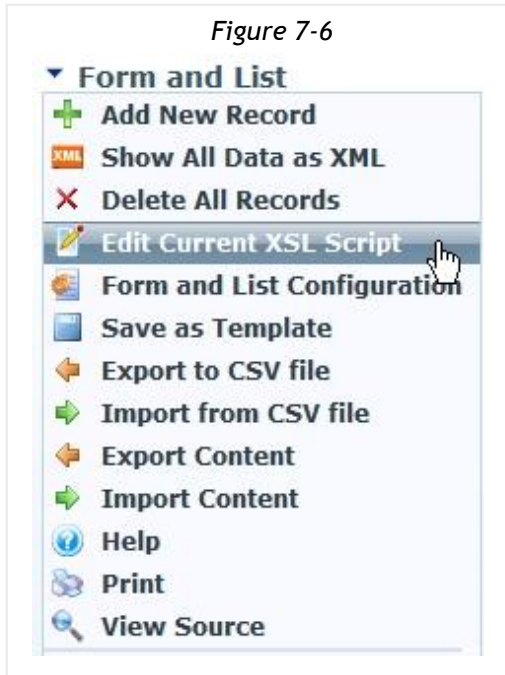 Figure 7-6
Form and List
Add New Record
XML Show All Data as XML
Delete All Records
Edit Current XSL Script
Form and List Configuration
Save as Template
Export to CSV file
Import from CSV file
Export Content
Import Content
Help
Print
View Source